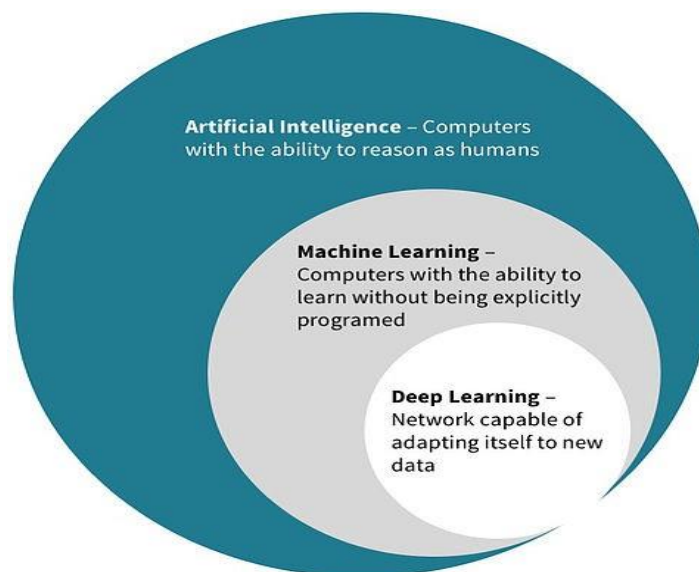 Artificial Intelligence – Computers
with the ability to reason as humans
Machine Learning –
Computers with the ability to
learn without being explicitly
programed
Deep Learning –
Network capable of
adapting itself to new
data